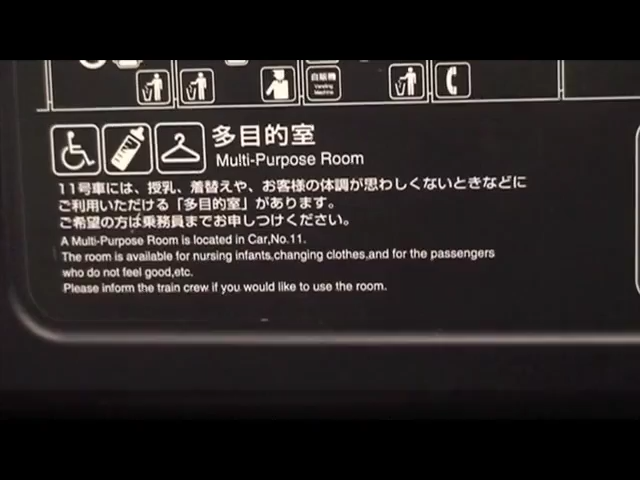 自販機
Vending
Machine
多目的室
Multi-Purpose Room
11号車には、授乳、着替えや、お客様の体調が思わしくないときなどに
ご利用いただける「多目的室」があります。
ご希望の方は乗務員までお申しつけください。
A Multi-Purpose Room is located in Car,No.11.
The room is available for nursing infants,changing clothes,and for the passengers
who do not feel good,etc.
Please inform the train crew if you would like to use the room.